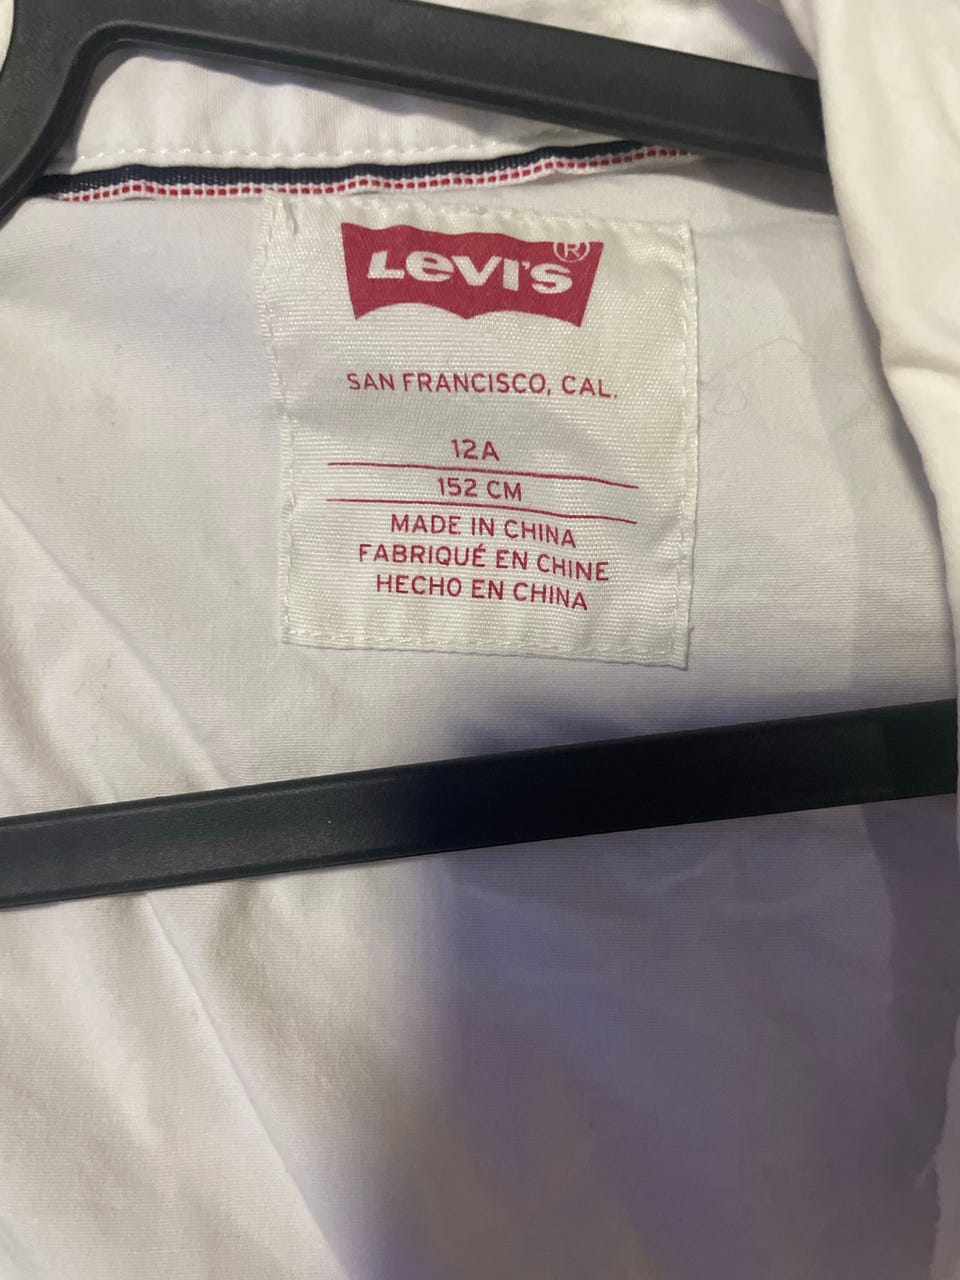 Levi's®
SAN FRANCISCO, CAL.
12A
152 CM
MADE IN CHINA
FABRIQUÉ EN CHINE
HECHO EN CHINA